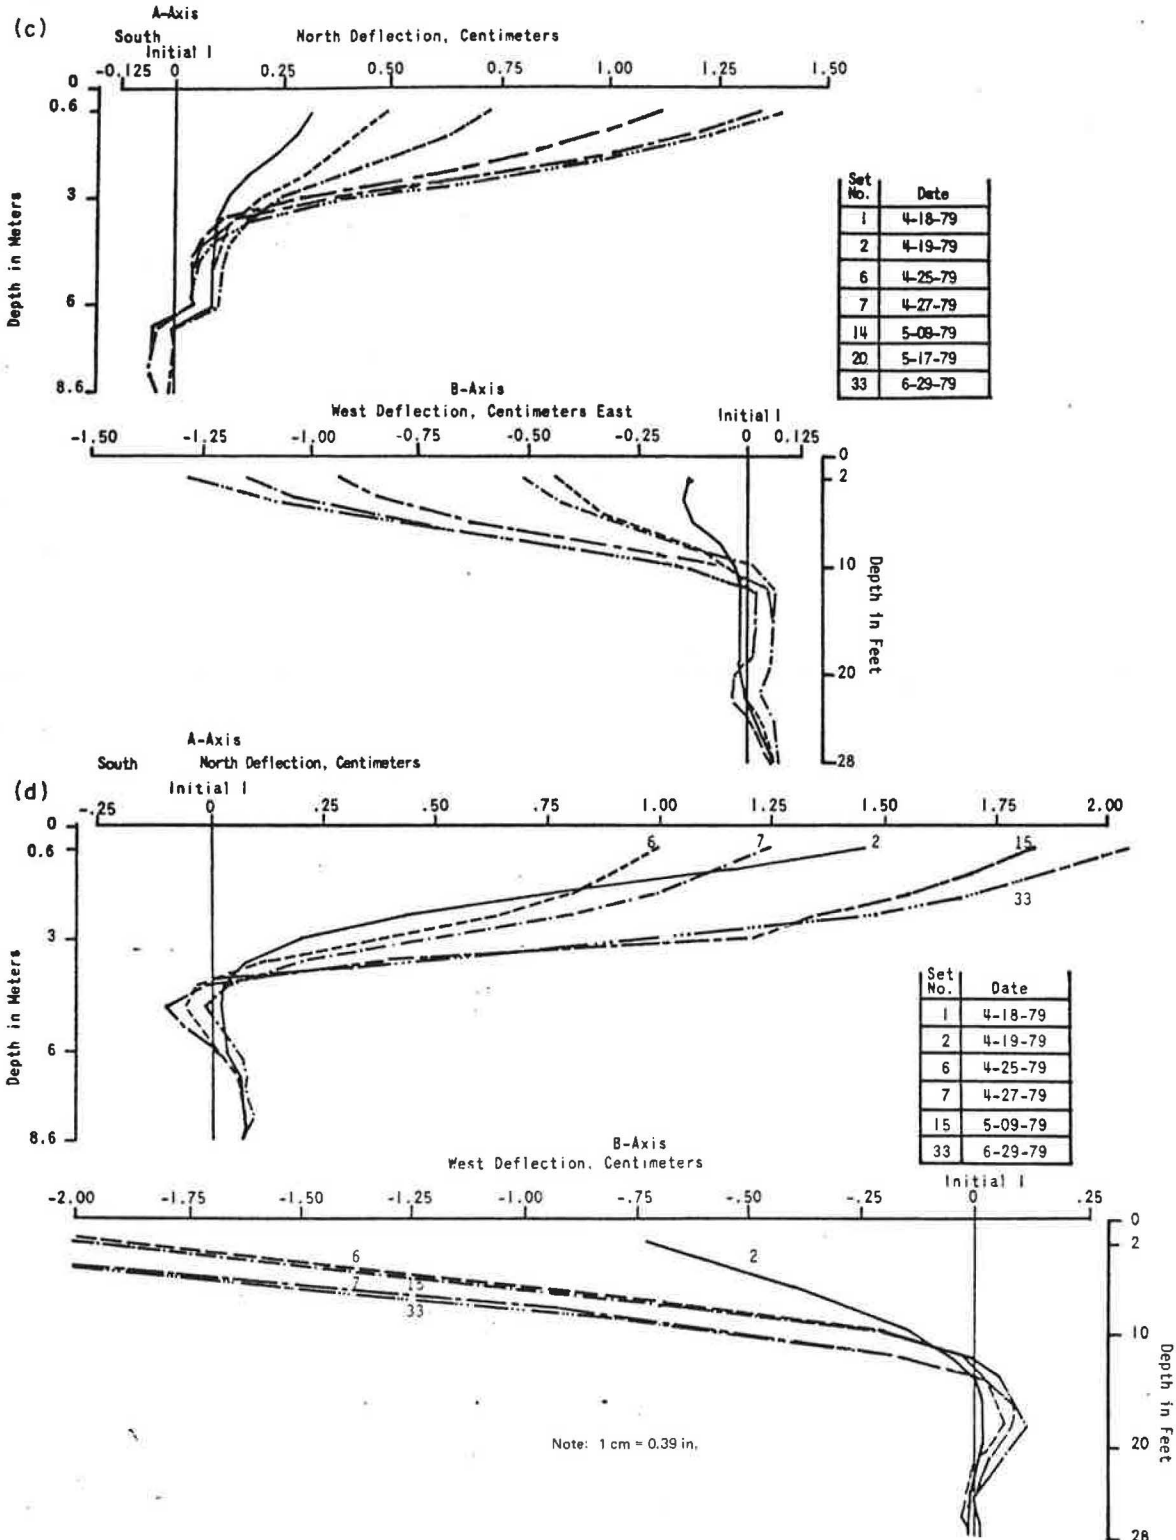 (c)
A-Axis
South
North Deflection, Centimeters
Initial 1
-0.125 0 0.25 0.50 0.75 1.00 1.25 1.50
0
0.6
3
6
8.6
Depth in Meters
Set No. Date
1 4-18-79
2 4-19-79
6 4-25-79
7 4-27-79
14 5-08-79
20 5-17-79
33 6-29-79
B-Axis
West Deflection, Centimeters East
Initial 1
-1.50 -1.25 -1.00 -0.75 -0.50 -0.25 0 0.125
0
2
10
20
28
Depth in Feet
(d)
A-Axis
South North Deflection, Centimeters
Initial 1
-.25 0 .25 .50 .75 1.00 1.25 1.50 1.75 2.00
0
0.6
3
6
8.6
Depth in Meters
6 7 2 15
33
Set No. Date
1 4-18-79
2 4-19-79
6 4-25-79
7 4-27-79
15 5-09-79
33 6-29-79
B-Axis
West Deflection, Centimeters
Initial 1
-2.00 -1.75 -1.50 -1.25 -1.00 -.75 -.50 -.25 0 .25
0
2
10
20
28
Depth in Feet
6 2
7 15
33
Note: 1 cm = 0.39 in.